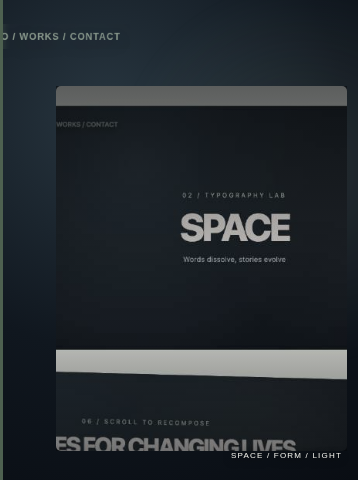 O / WORKS / CONTACT
WORKS / CONTACT
02 / TYPOGRAPHY LAB
SPACE
Words dissolve, stories evolve
06 / SCROLL TO RECOMPOSE
ES FOR CHANGING LIVES
SPACE / FORM / LIGHT